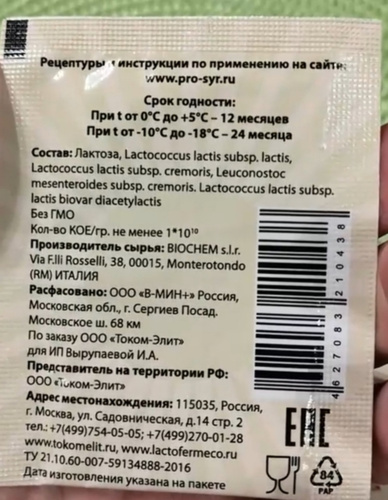 Рецептуры и инструкции по применению на сайте:
www.pro-syr.ru
Срок годности:
При t от 0°С до +5°С – 12 месяцев
При t от -10°С до -18°С – 24 месяца
Состав: Лактоза, Lactococcus lactis subsp. lactis,
Lactococcus lactis subsp. cremoris, Leuconostoc
mesenteroides subsp. cremoris. Lactococcus lactis subsp.
lactis biovar diacetylactis
Без ГМО
Кол-во КОЕ/гр. не менее 1*10¹⁰
Производитель сырья: BIOCHEM s.l.r.
Via F.lli Rosselli, 38, 00015, Monterotondo
(RM) ИТАЛИЯ
Расфасовано: ООО «В-МИН+» Россия,
Московская обл., г. Сергиев Посад.
Московское ш. 68 км
По заказу ООО «Током-Элит»
для ИП Вырупаевой И.А.
Представитель на территории РФ:
ООО «Током-Элит»
Адрес местонахождения: 115035, Россия,
г. Москва, ул. Садовническая, д.14 стр. 2
тел.: +7(499)754-05-05; +7(499)270-01-28
www.tokomelit.ru, www.lactofermeco.ru
ТУ 21.10.60-007-59134888-2016
Дата изготовления указана на пакете
4 627083 210438
EAC
84
PAP